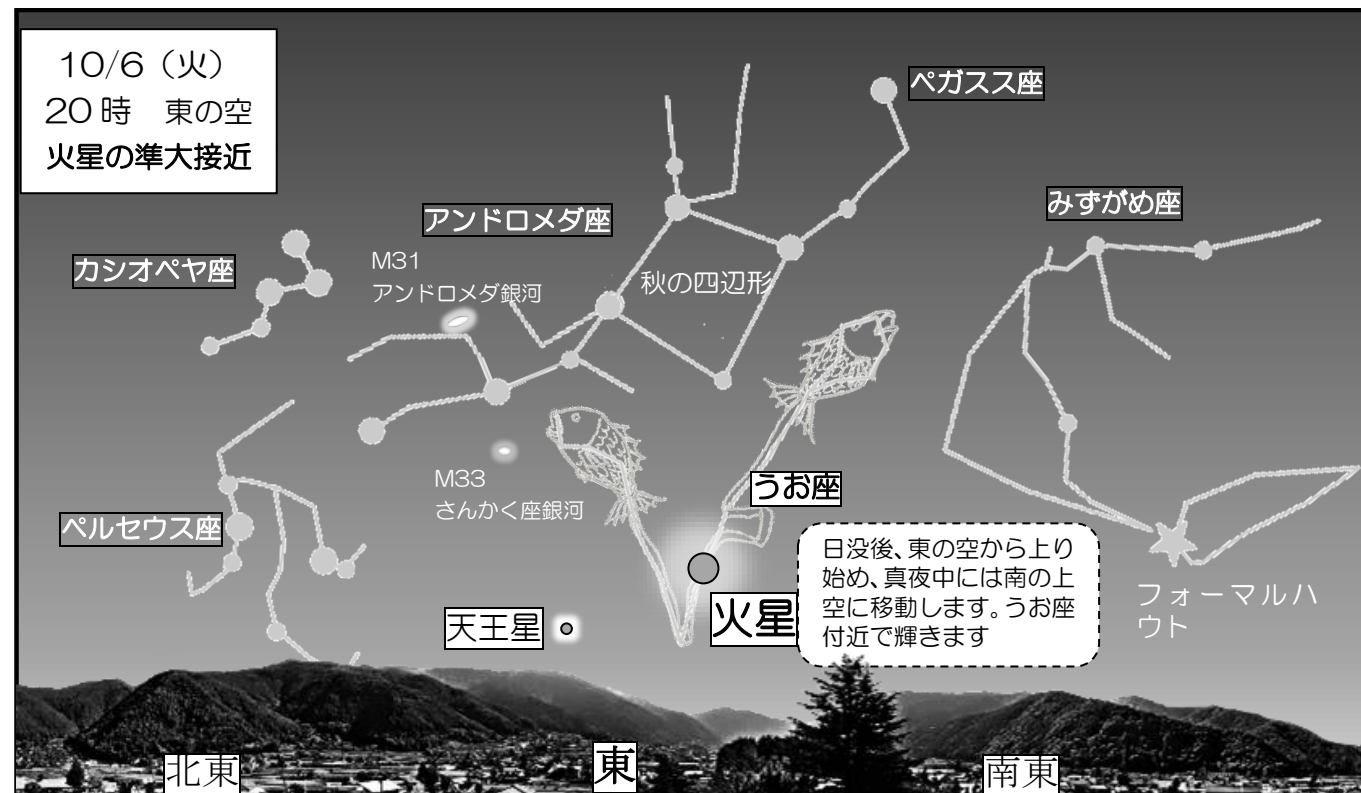 10/6（火）
20時　東の空
火星の準大接近
ペガスス座
みずがめ座
アンドロメダ座
カシオペヤ座
M31
アンドロメダ銀河
秋の四辺形
M33
さんかく座銀河
うお座
ペルセウス座
日没後、東の空から上り
始め、真夜中には南の上
空に移動します。うお座
付近で輝きます
フォーマルハ
ウト
火星
天王星
北東
東
南東